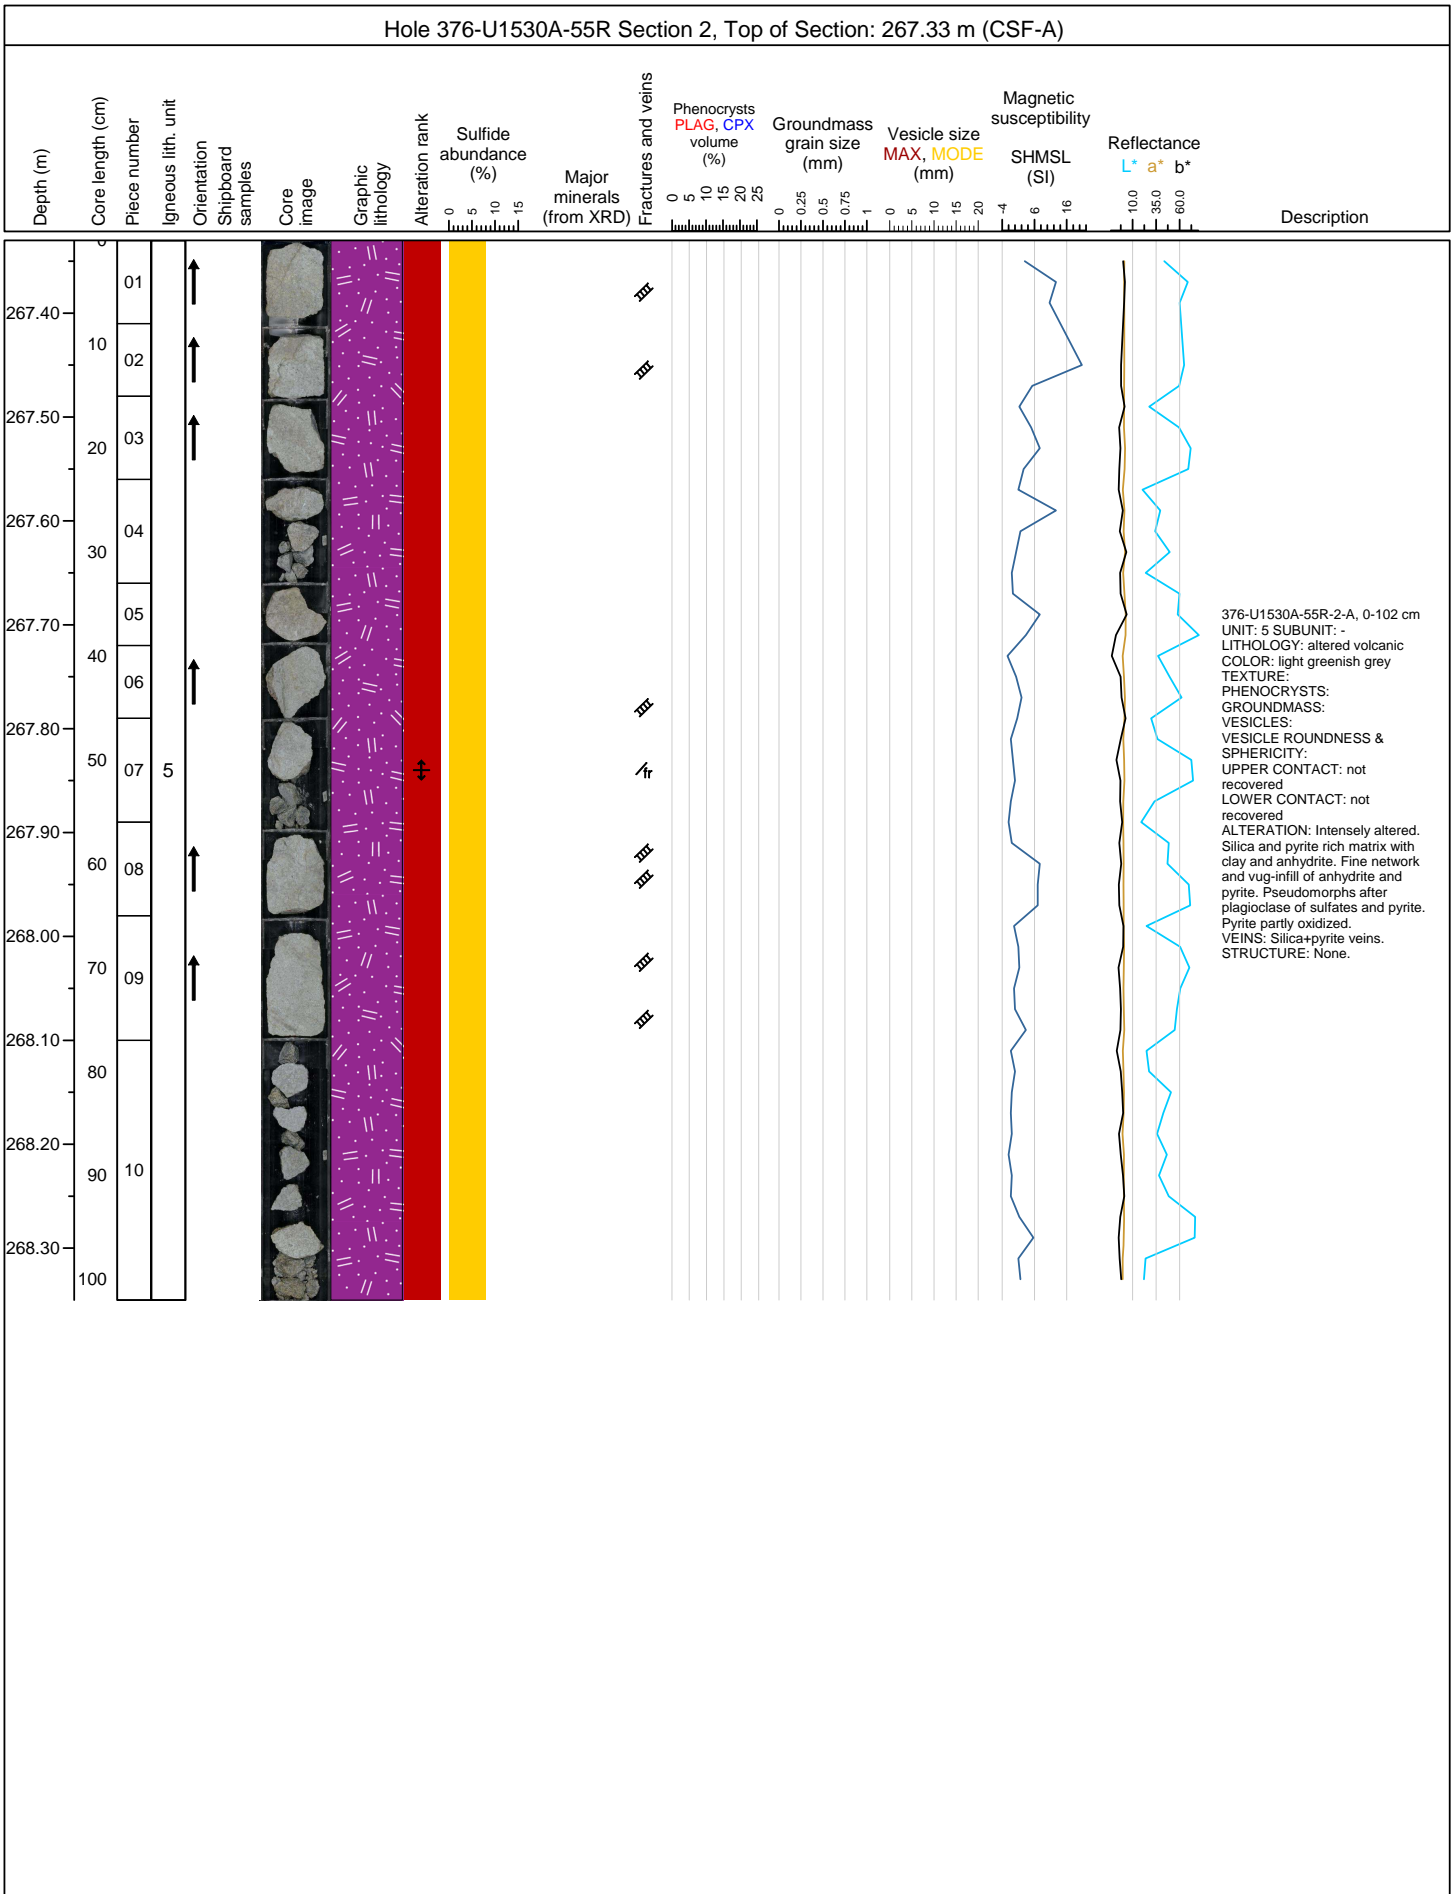 Hole 376-U1530A-55R Section 2, Top of Section: 267.33 m (CSF-A)
Depth (m)
Core length (cm)
Piece number
Igneous lith. unit
Orientation
Shipboard
samples
Core
image
Graphic
lithology
Alteration rank
Sulfide
abundance
(%)
0 5 10 15
Major
minerals
(from XRD)
Fractures and veins
Phenocrysts
PLAG, CPX
volume
(%)
0 5 10 15 20 25
Groundmass
grain size
(mm)
0 0.25 0.5 0.75 1
Vesicle size
MAX, MODE
(mm)
0 5 10 15 20
Magnetic
susceptibility
SHMSL
(SI)
-4 6 16
Reflectance
L* a* b*
10.0 35.0 60.0
Description
267.40
267.50
267.60
267.70
267.80
267.90
268.00
268.10
268.20
268.30
0
10
20
30
40
50
60
70
80
90
100
01
02
03
04
05
06
07
08
09
10
5
fr
376-U1530A-55R-2-A, 0-102 cm
UNIT: 5 SUBUNIT: -
LITHOLOGY: altered volcanic
COLOR: light greenish grey
TEXTURE:
PHENOCRYSTS:
GROUNDMASS:
VESICLES:
VESICLE ROUNDNESS &
SPHERICITY:
UPPER CONTACT: not
recovered
LOWER CONTACT: not
recovered
ALTERATION: Intensely altered.
Silica and pyrite rich matrix with
clay and anhydrite. Fine network
and vug-infill of anhydrite and
pyrite. Pseudomorphs after
plagioclase of sulfates and pyrite.
Pyrite partly oxidized.
VEINS: Silica+pyrite veins.
STRUCTURE: None.